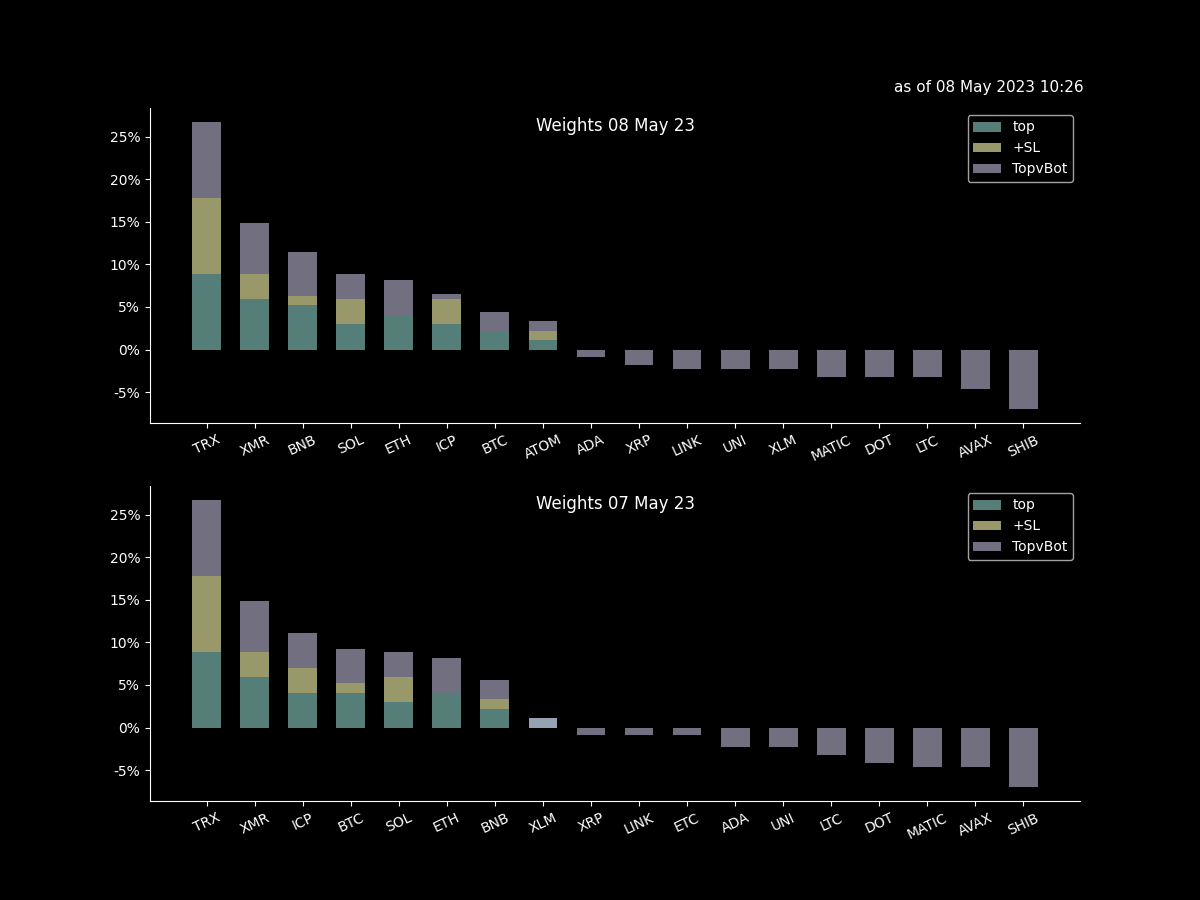 as of 08 May 2023 10:26
Weights 08 May 23
top
+SL
TopvBot
25%
20%
15%
10%
5%
0%
-5%
TRX XMR BNB SOL ETH ICP BTC ATOM ADA XRP LINK UNI XLM MATIC DOT LTC AVAX SHIB
Weights 07 May 23
top
+SL
TopvBot
25%
20%
15%
10%
5%
0%
-5%
TRX XMR ICP BTC SOL ETH BNB XLM XRP LINK ETC ADA UNI LTC DOT MATIC AVAX SHIB